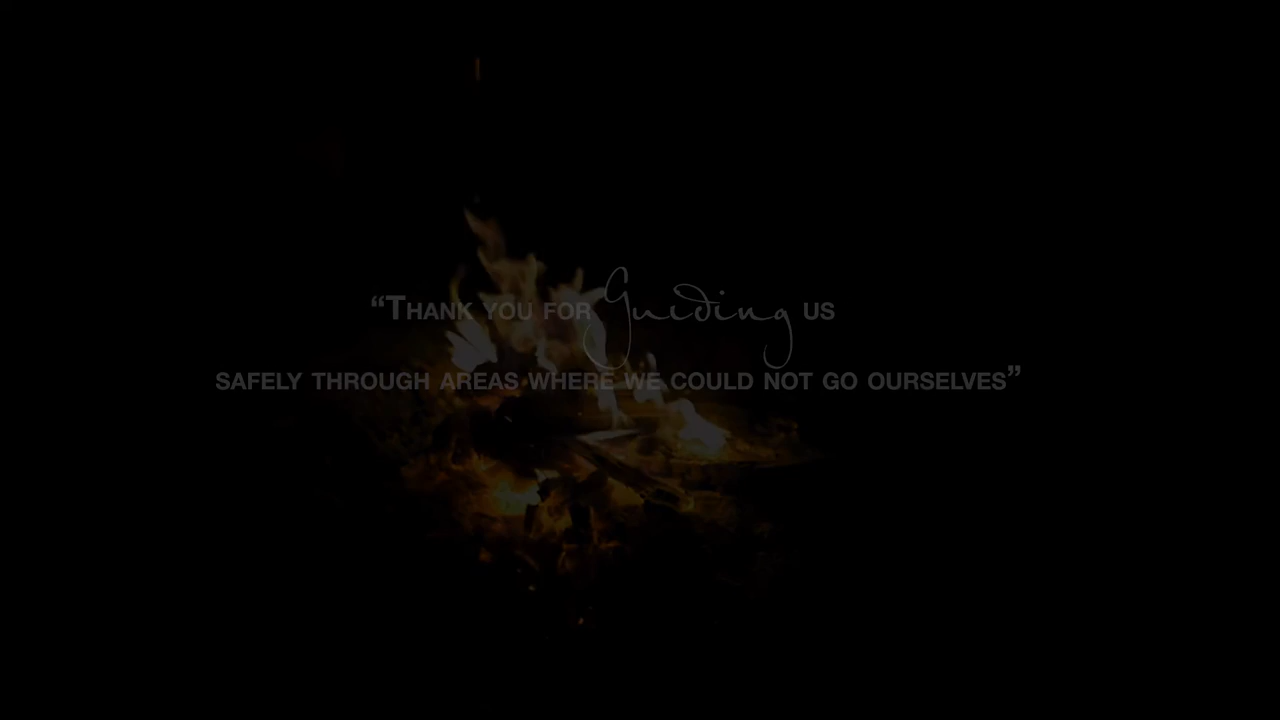 “Thank you for Guiding us
safely through areas where we could not go ourselves”